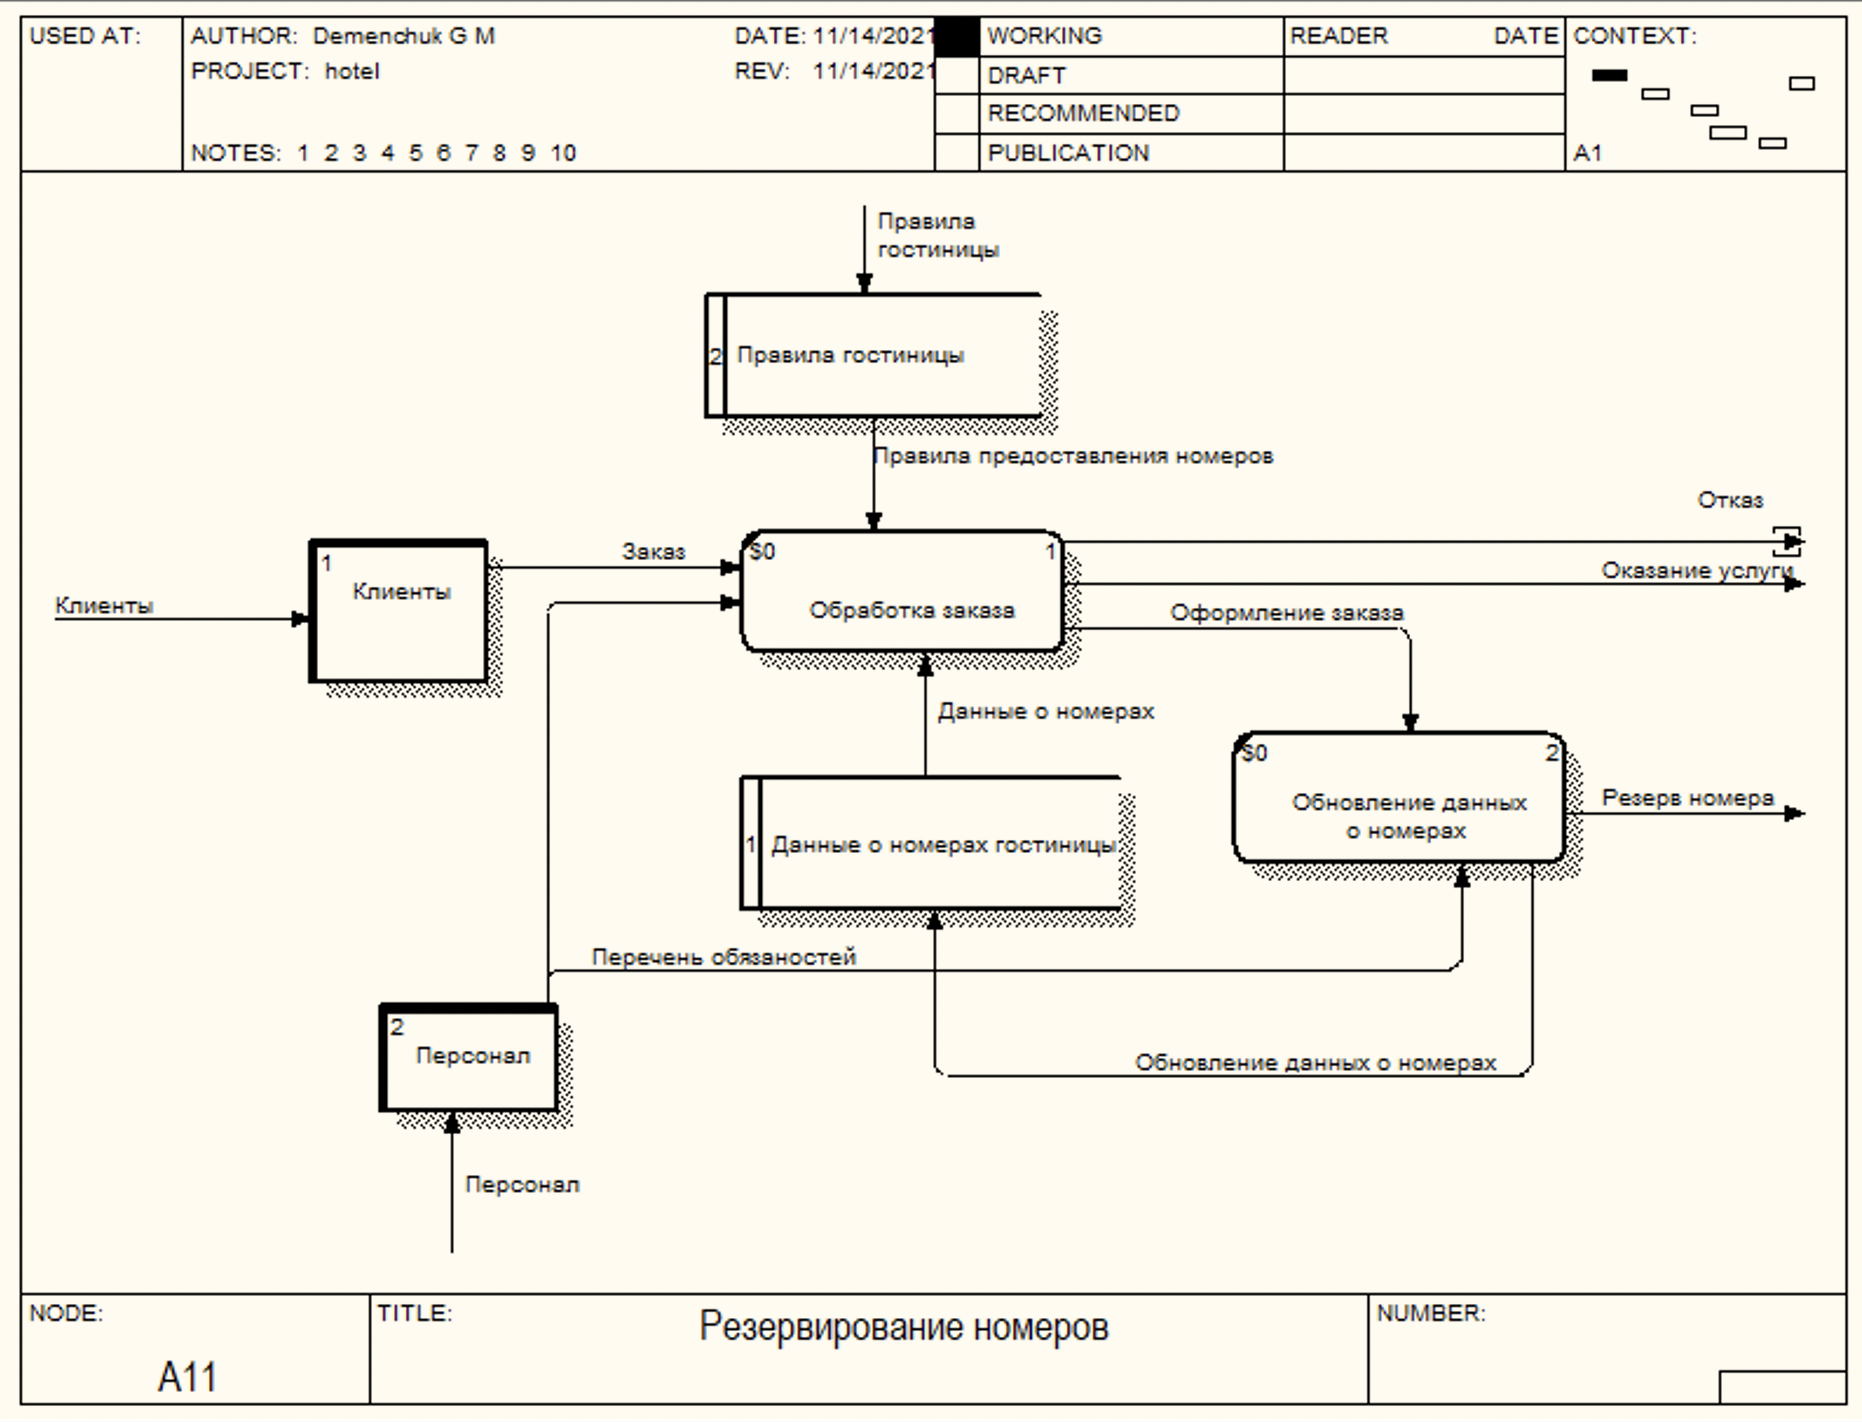 USED AT:
AUTHOR: Demenchuk G M
DATE: 11/14/2021
PROJECT: hotel
REV: 11/14/2021
NOTES: 1 2 3 4 5 6 7 8 9 10
WORKING
DRAFT
RECOMMENDED
PUBLICATION
READER DATE
CONTEXT:
A1
Правила
гостиницы
2 Правила гостиницы
Правила предоставления номеров
Отказ
Оказание услуги
Оформление заказа
Клиенты
1
Клиенты
Заказ
$0 1
Обработка заказа
Данные о номерах
$0 2
Обновление данных
о номерах
Резерв номера
1 Данные о номерах гостиницы
Перечень обязаностей
2
Персонал
Обновление данных о номерах
Персонал
NODE:
A11
TITLE:
Резервирование номеров
NUMBER: